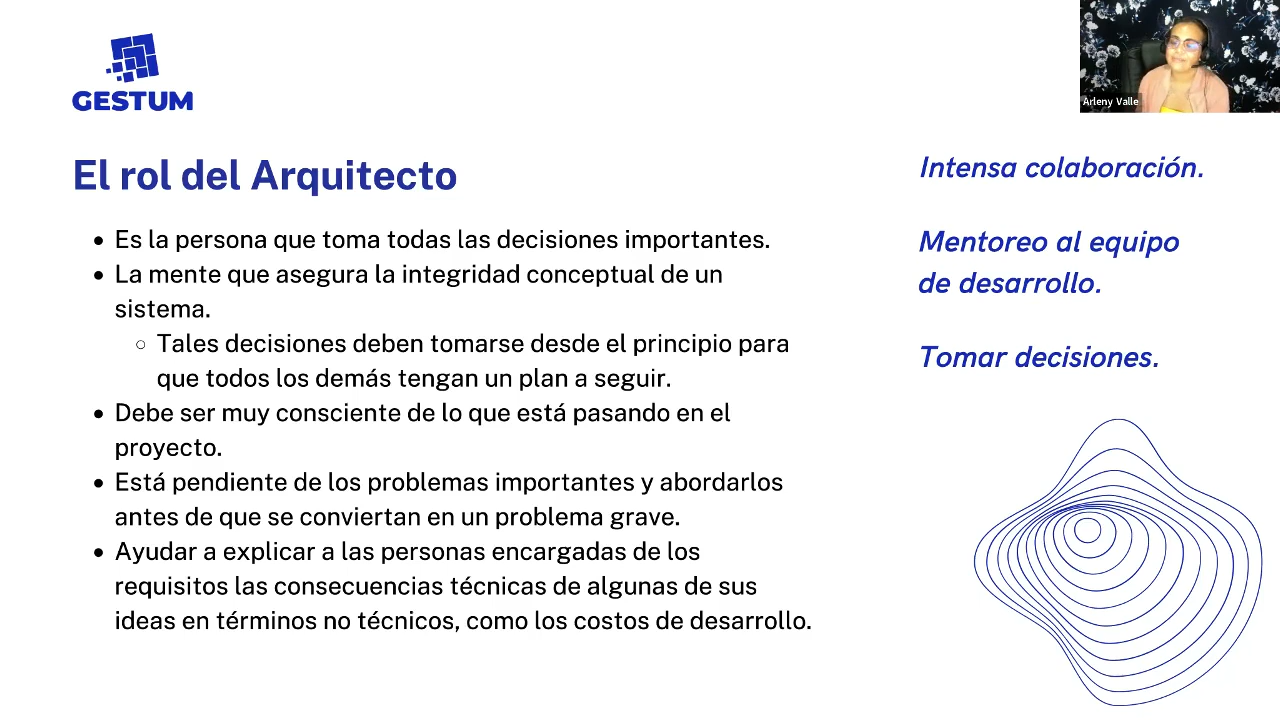 GESTUM
Arleny Valle
El rol del Arquitecto
• Es la persona que toma todas las decisiones importantes.
• La mente que asegura la integridad conceptual de un
sistema.
○ Tales decisiones deben tomarse desde el principio para
que todos los demás tengan un plan a seguir.
• Debe ser muy consciente de lo que está pasando en el
proyecto.
• Está pendiente de los problemas importantes y abordarlos
antes de que se conviertan en un problema grave.
• Ayudar a explicar a las personas encargadas de los
requisitos las consecuencias técnicas de algunas de sus
ideas en términos no técnicos, como los costos de desarrollo.
Intensa colaboración.
Mentoreo al equipo
de desarrollo.
Tomar decisiones.